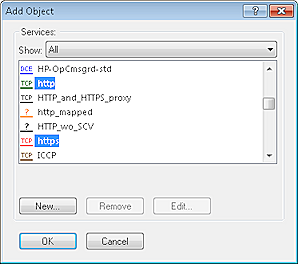 Add Object
?
Services:
Show: All
DCE HP-OpCmsgrd-std
TCP http
TCP HTTP_and_HTTPS_proxy
? http_mapped
? HTTP_wo_SCV
TCP https
TCP ICCP
New... Remove Edit...
OK Cancel